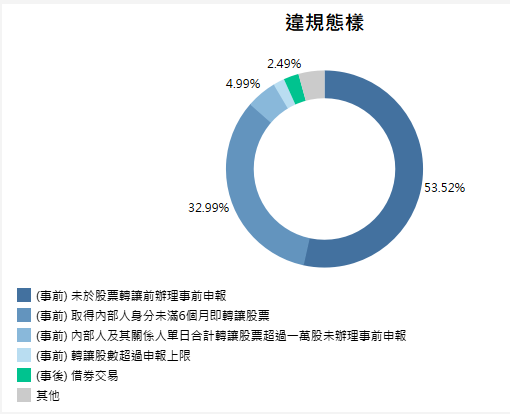 違規態樣
2.49%
4.99%
32.99%
53.52%
(事前) 未於股票轉讓前辦理事前申報
(事前) 取得內部人身分未滿6個月即轉讓股票
(事前) 內部人及其關係人單日合計轉讓股票超過一萬股未辦理事前申報
(事前) 轉讓股數超過申報上限
(事後) 借券交易
其他